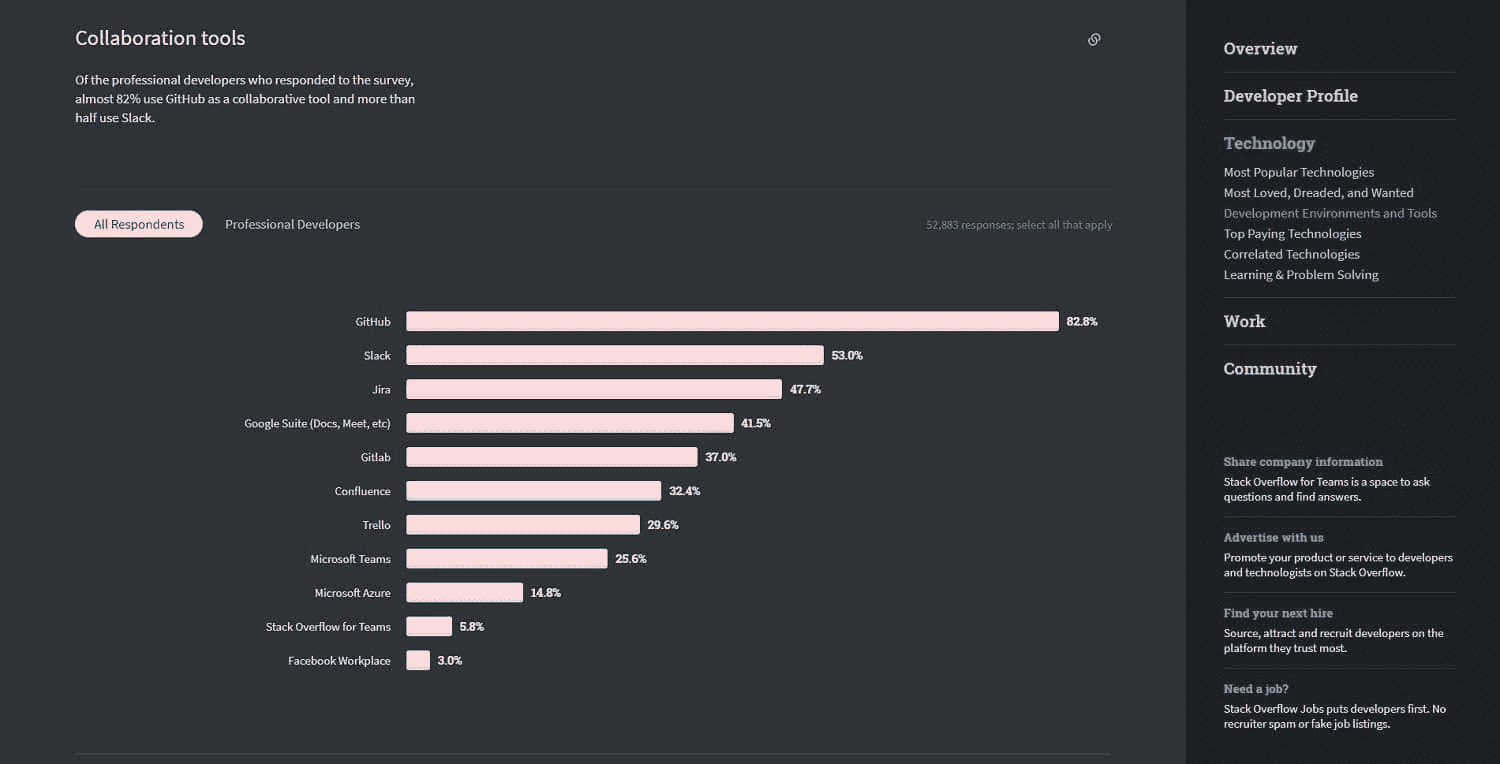 Collaboration tools
Of the professional developers who responded to the survey,
almost 82% use GitHub as a collaborative tool and more than
half use Slack.
All Respondents
Professional Developers
52,883 responses; select all that apply
GitHub 82.8%
Slack 53.0%
Jira 47.7%
Google Suite (Docs, Meet, etc) 41.5%
Gitlab 37.0%
Confluence 32.4%
Trello 29.6%
Microsoft Teams 25.6%
Microsoft Azure 14.8%
Stack Overflow for Teams 5.8%
Facebook Workplace 3.0%
Overview
Developer Profile
Technology
Most Popular Technologies
Most Loved, Dreaded, and Wanted
Development Environments and Tools
Top Paying Technologies
Correlated Technologies
Learning & Problem Solving
Work
Community
Share company information
Stack Overflow for Teams is a space to ask
questions and find answers.
Advertise with us
Promote your product or service to developers
and technologists on Stack Overflow.
Find your next hire
Source, attract and recruit developers on the
platform they trust most.
Need a job?
Stack Overflow Jobs puts developers first. No
recruiter spam or fake job listings.